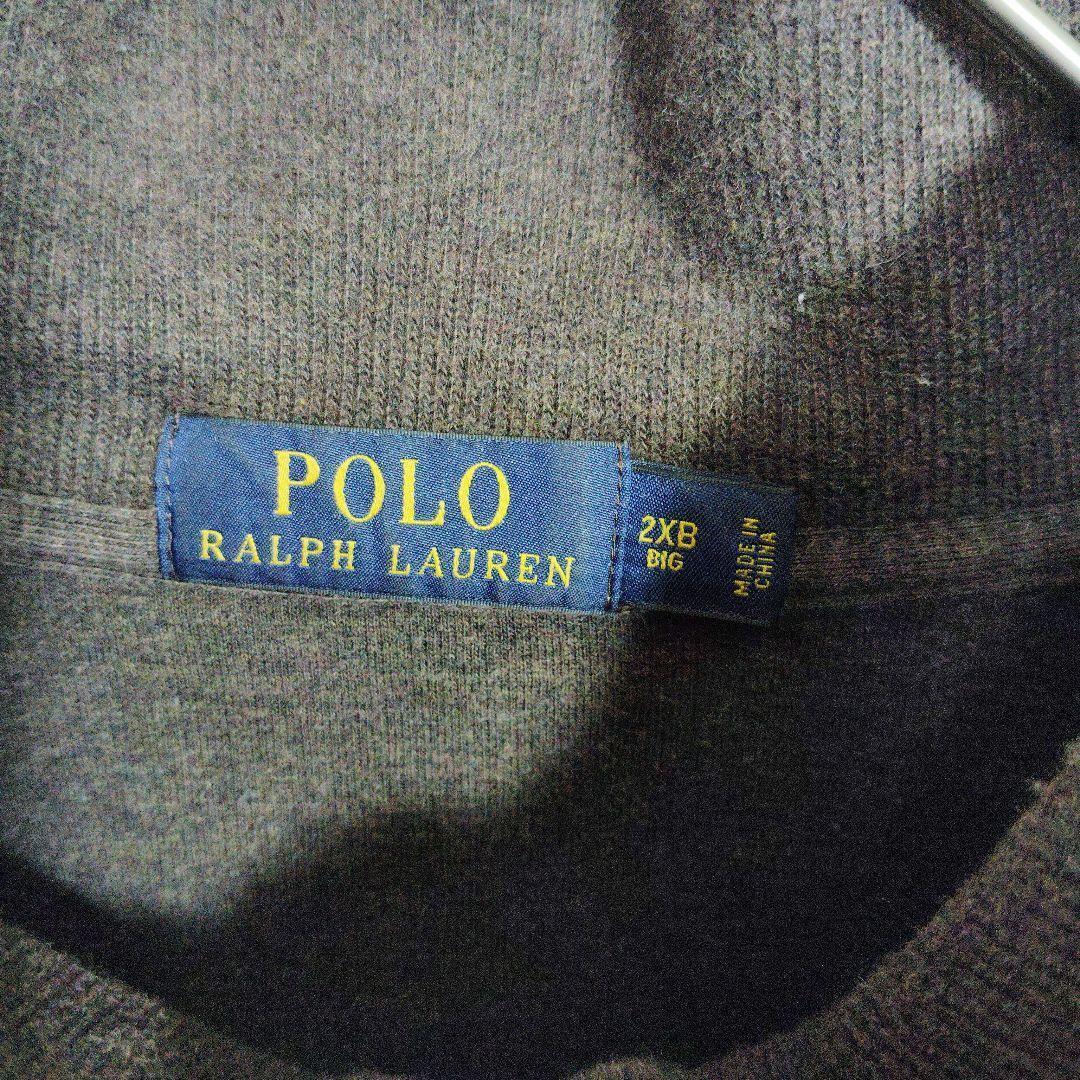 POLO
RALPH LAUREN
2XB
BIG
MADE IN
CHINA